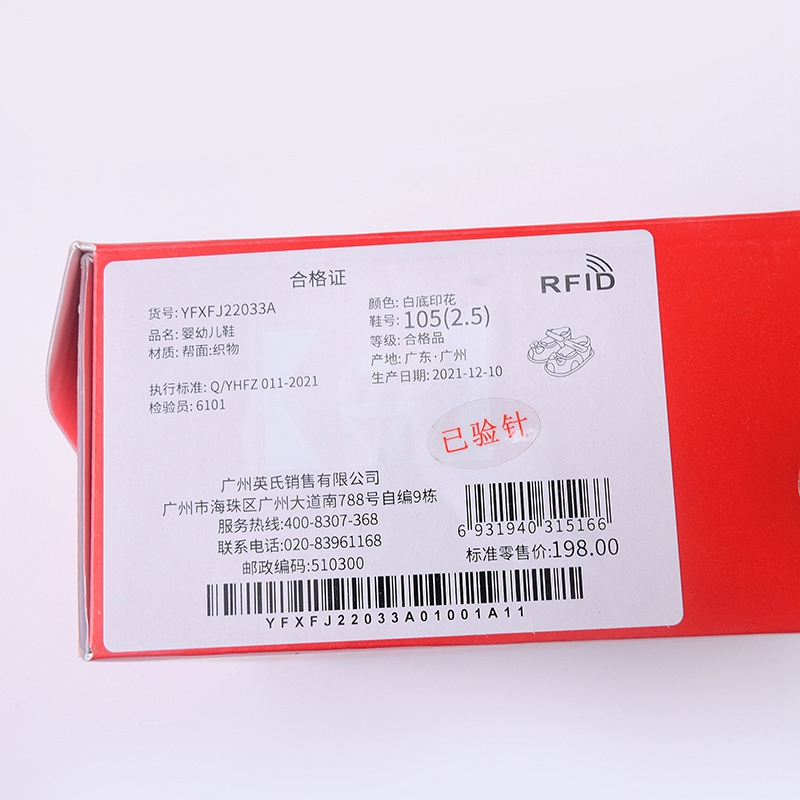 合格证
RFID
货号: YFXFJ22033A
品名: 婴幼儿鞋
材质: 帮面:织物
执行标准: Q/YHFZ 011-2021
检验员: 6101
颜色: 白底印花
鞋号: 105(2.5)
等级: 合格品
产地: 广东·广州
生产日期: 2021-12-10
已验针
广州英氏销售有限公司
广州市海珠区广州大道南788号自编9栋
服务热线:400-8307-368
联系电话:020-83961168
邮政编码:510300
6 931940 315166
标准零售价:198.00
YFXFJ22033A01001A11